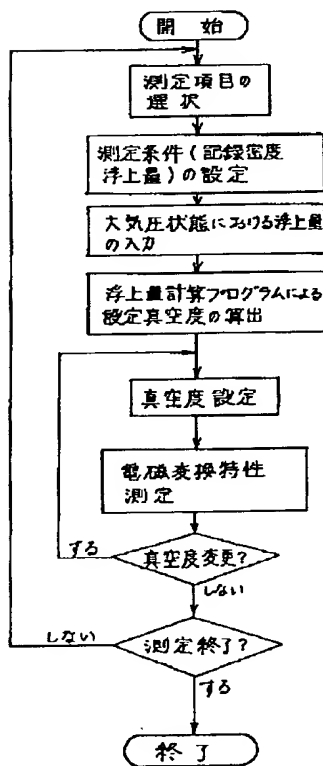 開 始
測定項目の
選 択
測定条件(記録密度
浮上量)の設定
大気圧状態における浮上量
の入力
浮上量計算プログラムによる
設定真空度の算出
真空度設定
電磁変換特性
測定
する
真空度変更?
しない
しない
測定終了?
する
終 了